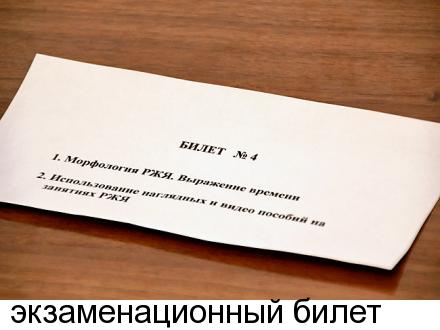 БИЛЕТ № 4
1. Морфология РЖЯ. Выражение времени
2. Использование наглядных и видео пособий на
занятиях РЖЯ
экзаменационный билет